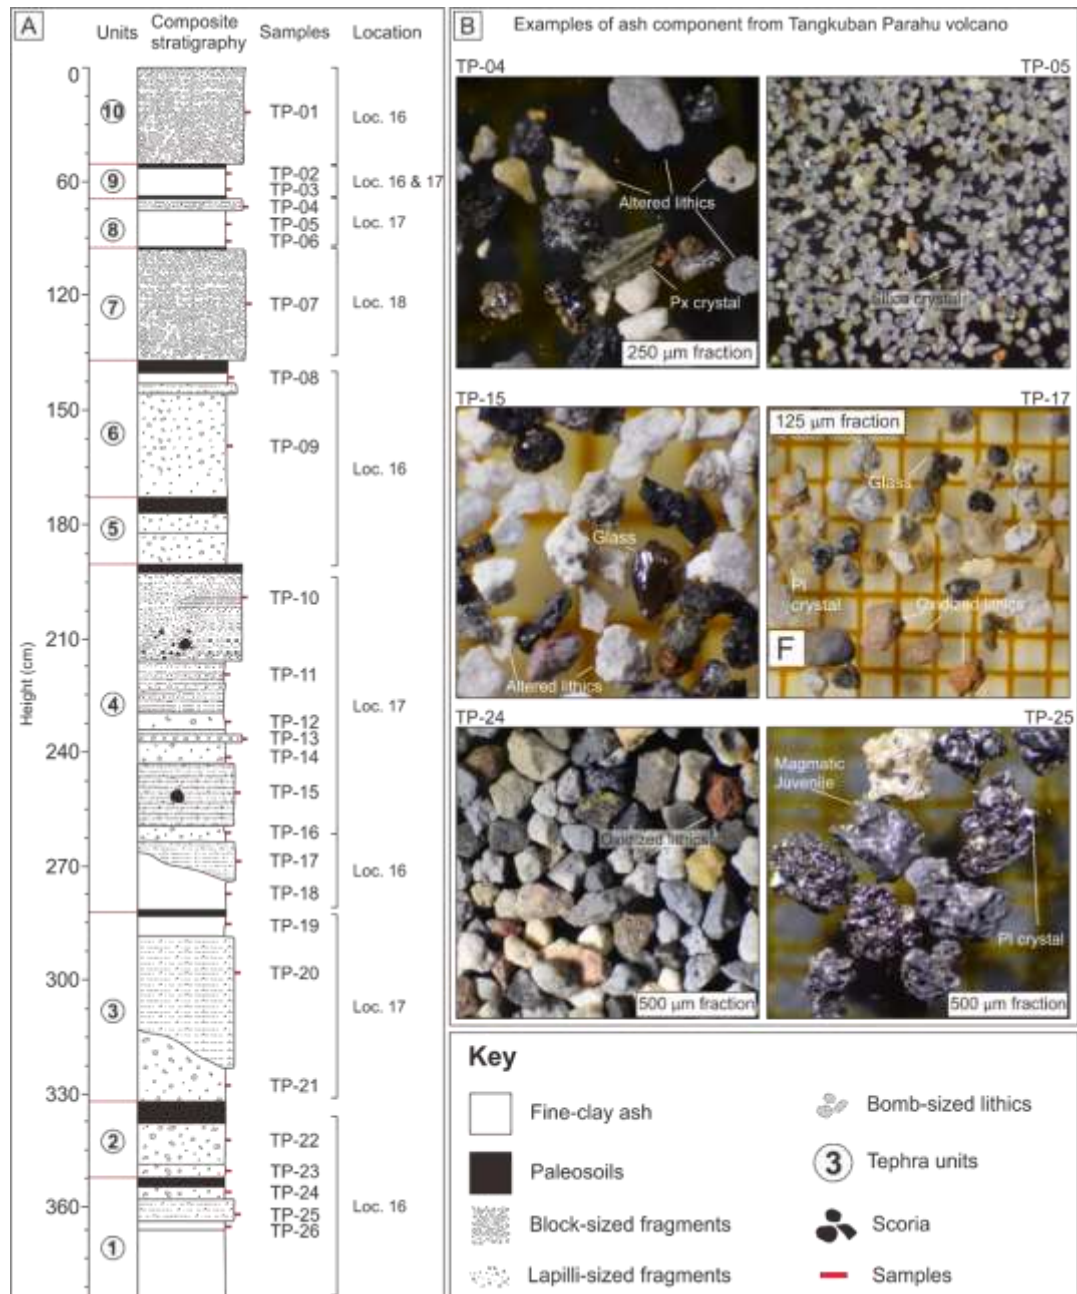 A
Units
Composite
stratigraphy
Samples
Location
0
60
120
150
180
210
240
270
300
330
360
Height (cm)
10
9
8
7
6
5
4
3
2
1
TP-01
TP-02
TP-03
TP-04
TP-05
TP-06
TP-07
TP-08
TP-09
TP-10
TP-11
TP-12
TP-13
TP-14
TP-15
TP-16
TP-17
TP-18
TP-19
TP-20
TP-21
TP-22
TP-23
TP-24
TP-25
TP-26
Loc. 16
Loc. 16 & 17
Loc. 17
Loc. 18
Loc. 16
Loc. 17
Loc. 16
Loc. 17
Loc. 16
B
Examples of ash component from Tangkuban Parahu volcano
TP-04
Altered lithics
Px crystal
250 µm fraction
TP-05
Silica crystals
TP-15
Glass
Altered lithics
TP-17
125 µm fraction
Glass
Pl
crystal
Oxidized lithics
F
TP-24
Oxidized lithics
500 µm fraction
TP-25
Magmatic
Juvenile
Pl crystal
500 µm fraction
Key
Fine-clay ash
Paleosoils
Block-sized fragments
Lapilli-sized fragments
Bomb-sized lithics
3 Tephra units
Scoria
Samples